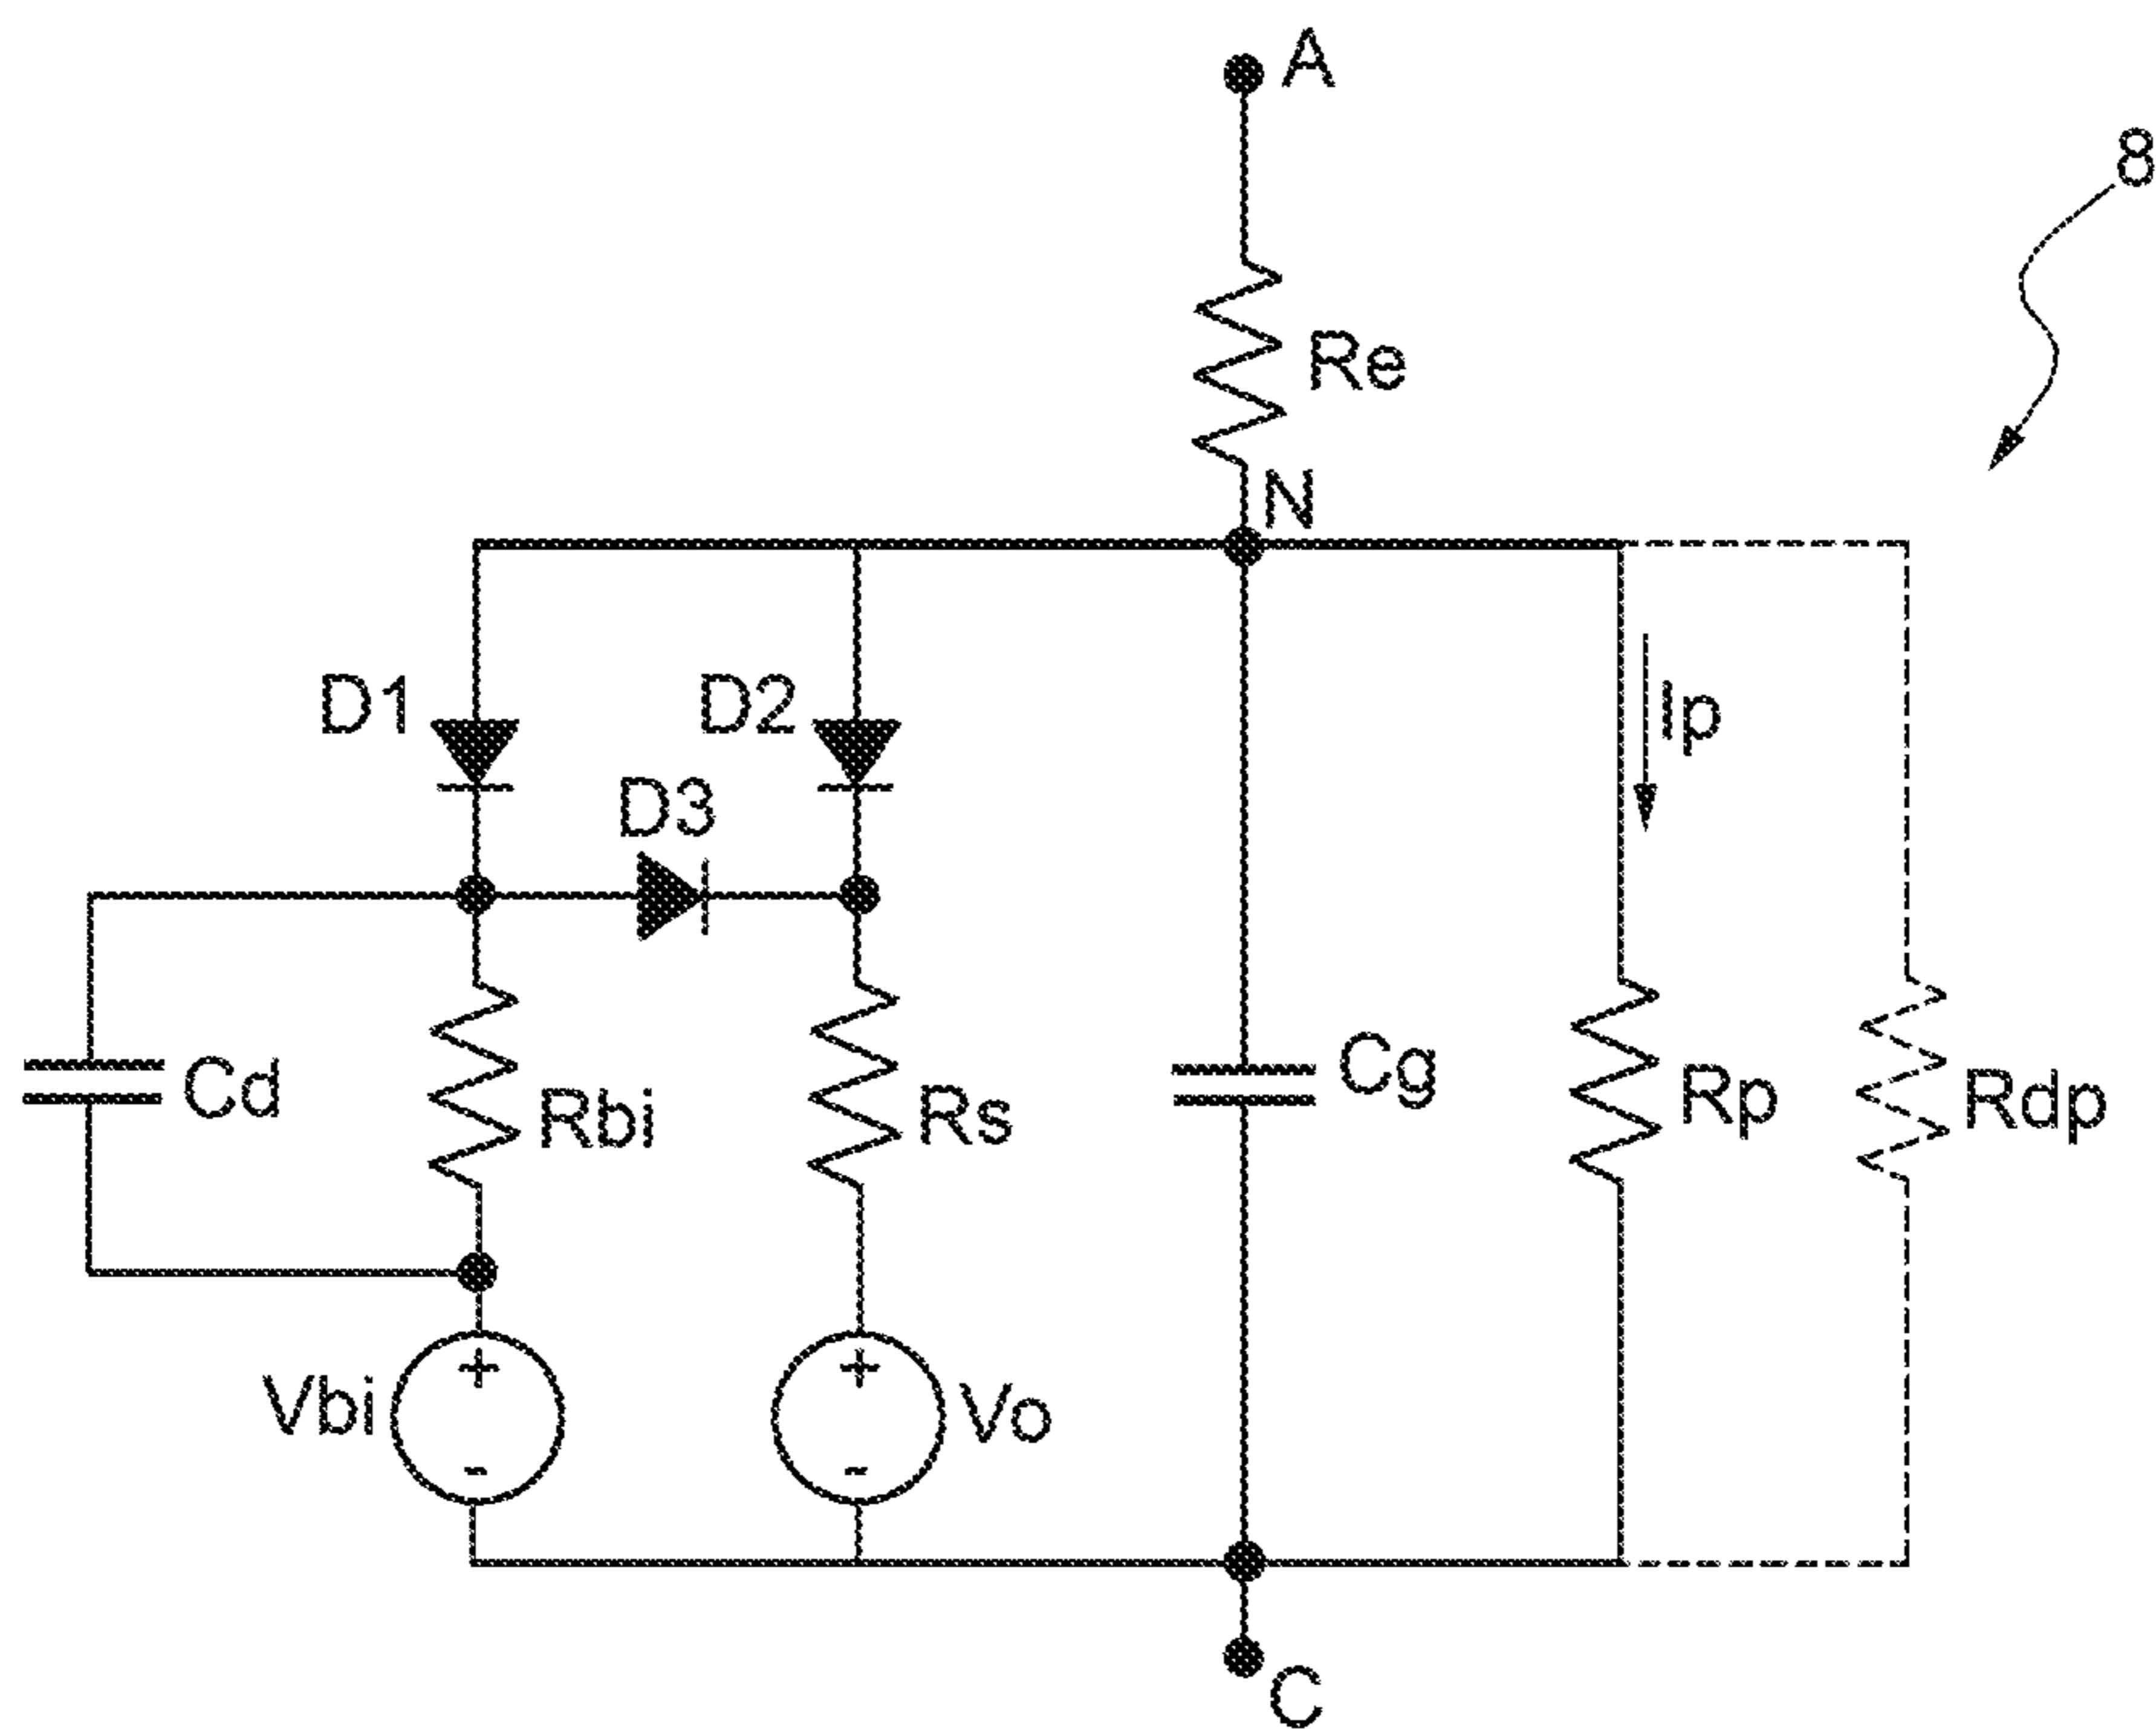 A
8
Re
N
D1
D2
Ip
D3
Cd
Rbi
Rs
Cg
Rp
Rdp
Vbi
+
-
+
-
Vo
C